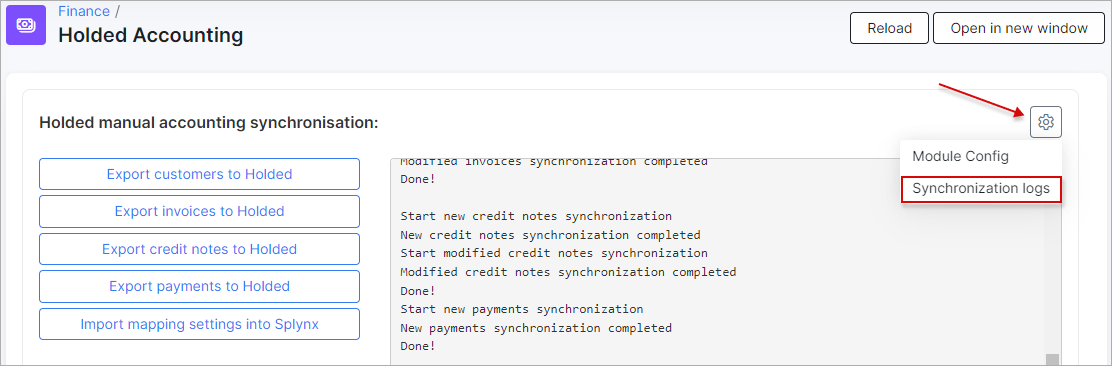 Finance /
Holded Accounting
Reload
Open in new window
Holded manual accounting synchronisation:
Module Config
Synchronization logs
Export customers to Holded
Export invoices to Holded
Export credit notes to Holded
Export payments to Holded
Import mapping settings into Splynx
Modified invoices synchronization completed
Done!
Start new credit notes synchronization
New credit notes synchronization completed
Start modified credit notes synchronization
Modified credit notes synchronization completed
Done!
Start new payments synchronization
New payments synchronization completed
Done!